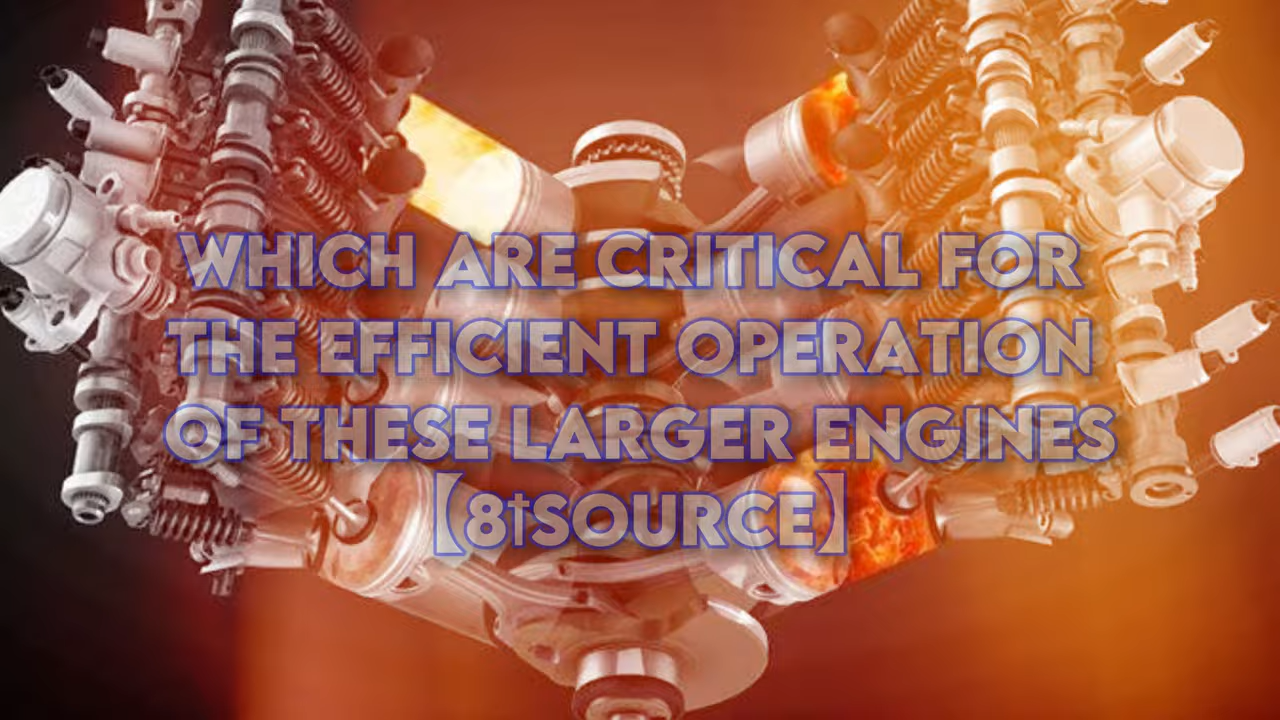 WHICH ARE CRITICAL FOR
THE EFFICIENT OPERATION
OF THESE LARGER ENGINES
【8†SOURCE】